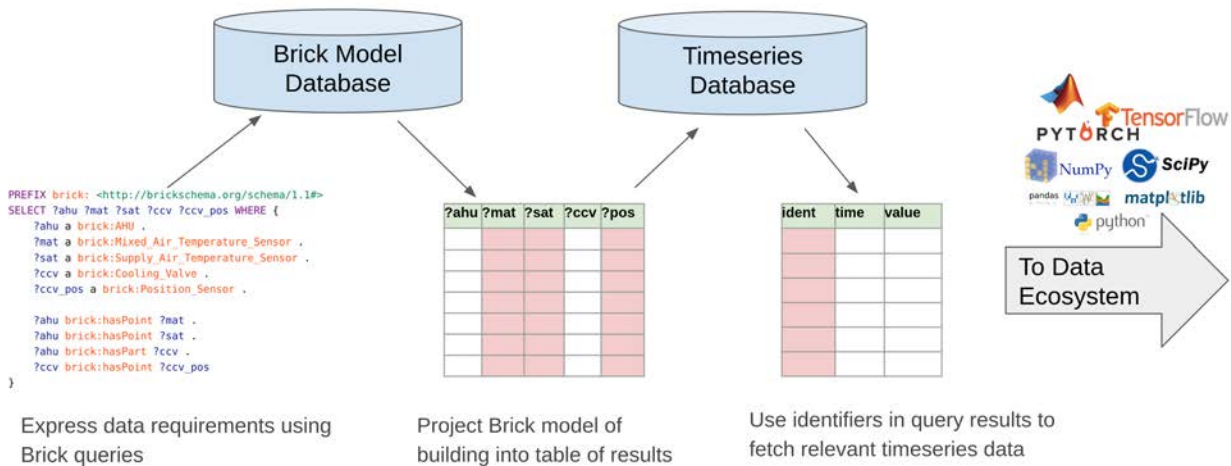 Brick Model
Database
Timeseries
Database
PREFIX brick: <http://brickschema.org/schema/1.1#>
SELECT ?ahu ?mat ?sat ?ccv ?ccv_pos WHERE {
?ahu a brick:AHU .
?mat a brick:Mixed_Air_Temperature_Sensor .
?sat a brick:Supply_Air_Temperature_Sensor .
?ccv a brick:Cooling_Valve .
?ccv_pos a brick:Position_Sensor .
?ahu brick:hasPoint ?mat .
?ahu brick:hasPoint ?sat .
?ahu brick:hasPart ?ccv .
?ccv brick:hasPoint ?ccv_pos
}
?ahu ?mat ?sat ?ccv ?pos
ident time value
TensorFlow
PYTORCH
NumPy SciPy
pandas matplotlib
python
To Data
Ecosystem
Express data requirements using
Brick queries
Project Brick model of
building into table of results
Use identifiers in query results to
fetch relevant timeseries data